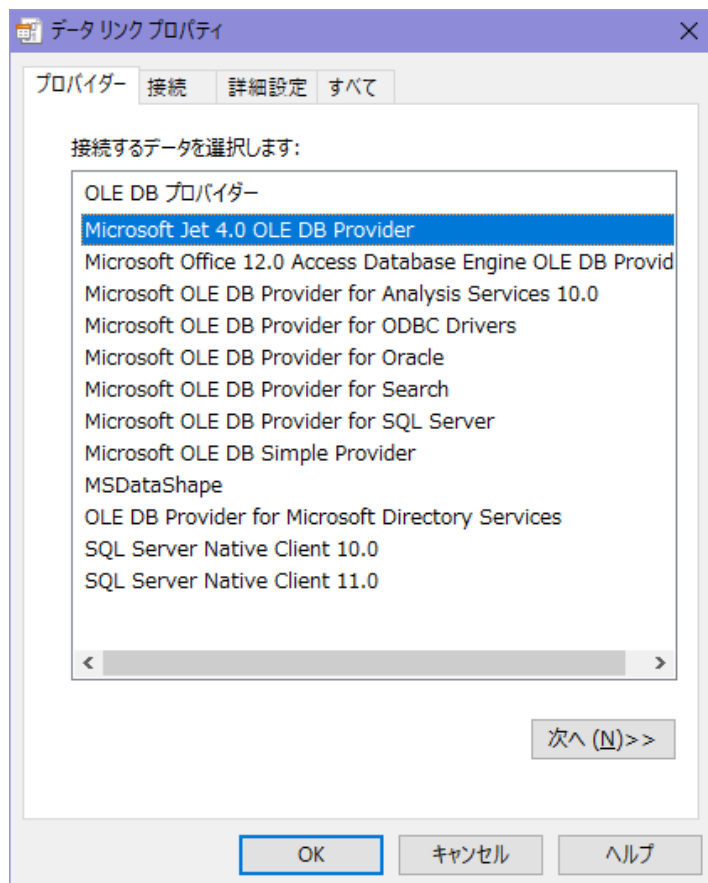 データ リンク プロパティ
プロバイダー 接続 詳細設定 すべて
接続するデータを選択します:
OLE DB プロバイダー
Microsoft Jet 4.0 OLE DB Provider
Microsoft Office 12.0 Access Database Engine OLE DB Provid
Microsoft OLE DB Provider for Analysis Services 10.0
Microsoft OLE DB Provider for ODBC Drivers
Microsoft OLE DB Provider for Oracle
Microsoft OLE DB Provider for Search
Microsoft OLE DB Provider for SQL Server
Microsoft OLE DB Simple Provider
MSDataShape
OLE DB Provider for Microsoft Directory Services
SQL Server Native Client 10.0
SQL Server Native Client 11.0
次へ (N)>>
OK キャンセル ヘルプ